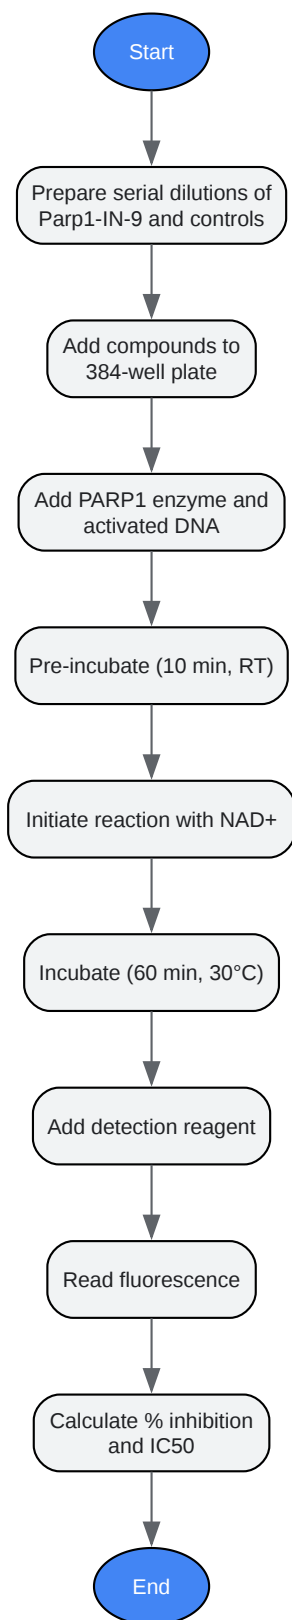 Start
Prepare serial dilutions of
Parp1-IN-9 and controls
Add compounds to
384-well plate
Add PARP1 enzyme and
activated DNA
Pre-incubate (10 min, RT)
Initiate reaction with NAD+
Incubate (60 min, 30°C)
Add detection reagent
Read fluorescence
Calculate % inhibition
and IC50
End